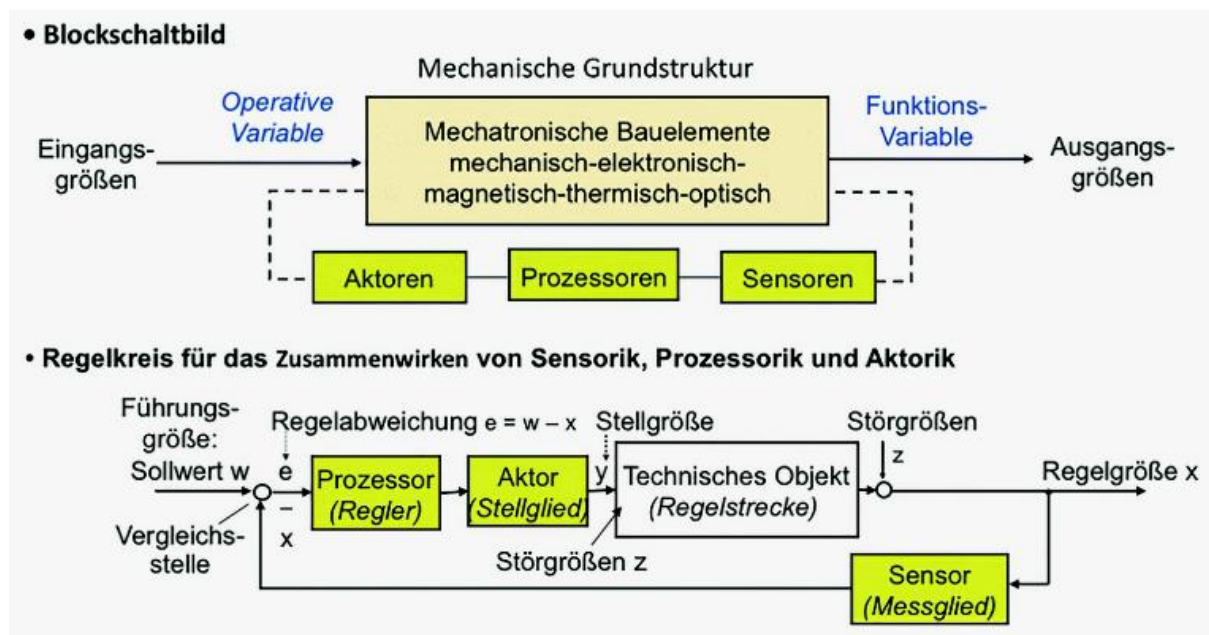 • Blockschaltbild
Mechanische Grundstruktur
Operative
Variable
Eingangs-
größen
Mechatronische Bauelemente
mechanisch-elektronisch-
magnetisch-thermisch-optisch
Funktions-
Variable
Ausgangs-
größen
Aktoren
Prozessoren
Sensoren
• Regelkreis für das Zusammenwirken von Sensorik, Prozessorik und Aktorik
Führungs-
größe:
Sollwert w
Regelabweichung e = w – x
Stellgröße
Störgrößen
e
Prozessor
(Regler)
Aktor
(Stellglied)
y
Technisches Objekt
(Regelstrecke)
z
Regelgröße x
–
x
Vergleichs-
stelle
Störgrößen z
Sensor
(Messglied)